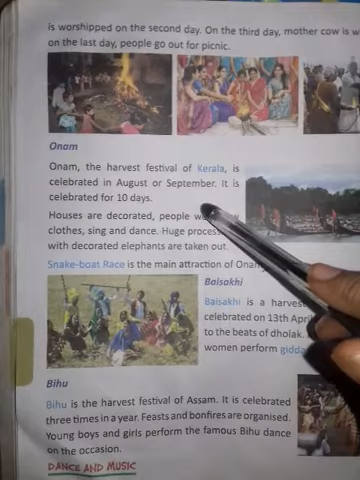 is worshipped on the second day. On the third day, mother cow is w
on the last day, people go out for picnic.
Onam
Onam, the harvest festival of Kerala, is
celebrated in August or September. It is
celebrated for 10 days.
Houses are decorated, people
clothes, sing and dance. Huge
with decorated elephants are taken out.
Snake-boat Race is the main attraction of Onam
Baisakhi
Baisakhi is a harves
celebrated on 13th April
to the beats of dholak.
women perform gidda
Bihu
Bihu is the harvest festival of Assam. It is celebrated
three times in a year. Feasts and bonfires are organised.
Young boys and girls perform the famous Bihu dance
on the occasion.
DANCE AND MUSIC